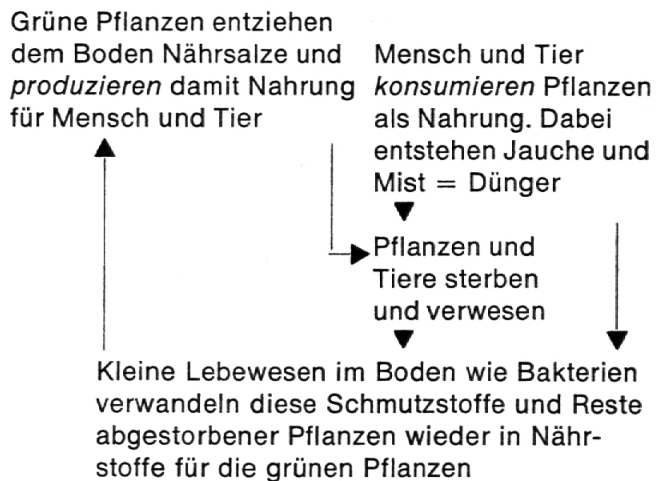 Grüne Pflanzen entziehen
dem Boden Nährsalze und
produzieren damit Nahrung
für Mensch und Tier
Mensch und Tier
konsumieren Pflanzen
als Nahrung. Dabei
entstehen Jauche und
Mist = Dünger
Pflanzen und
Tiere sterben
und verwesen
Kleine Lebewesen im Boden wie Bakterien
verwandeln diese Schmutzstoffe und Reste
abgestorbener Pflanzen wieder in Nähr-
stoffe für die grünen Pflanzen